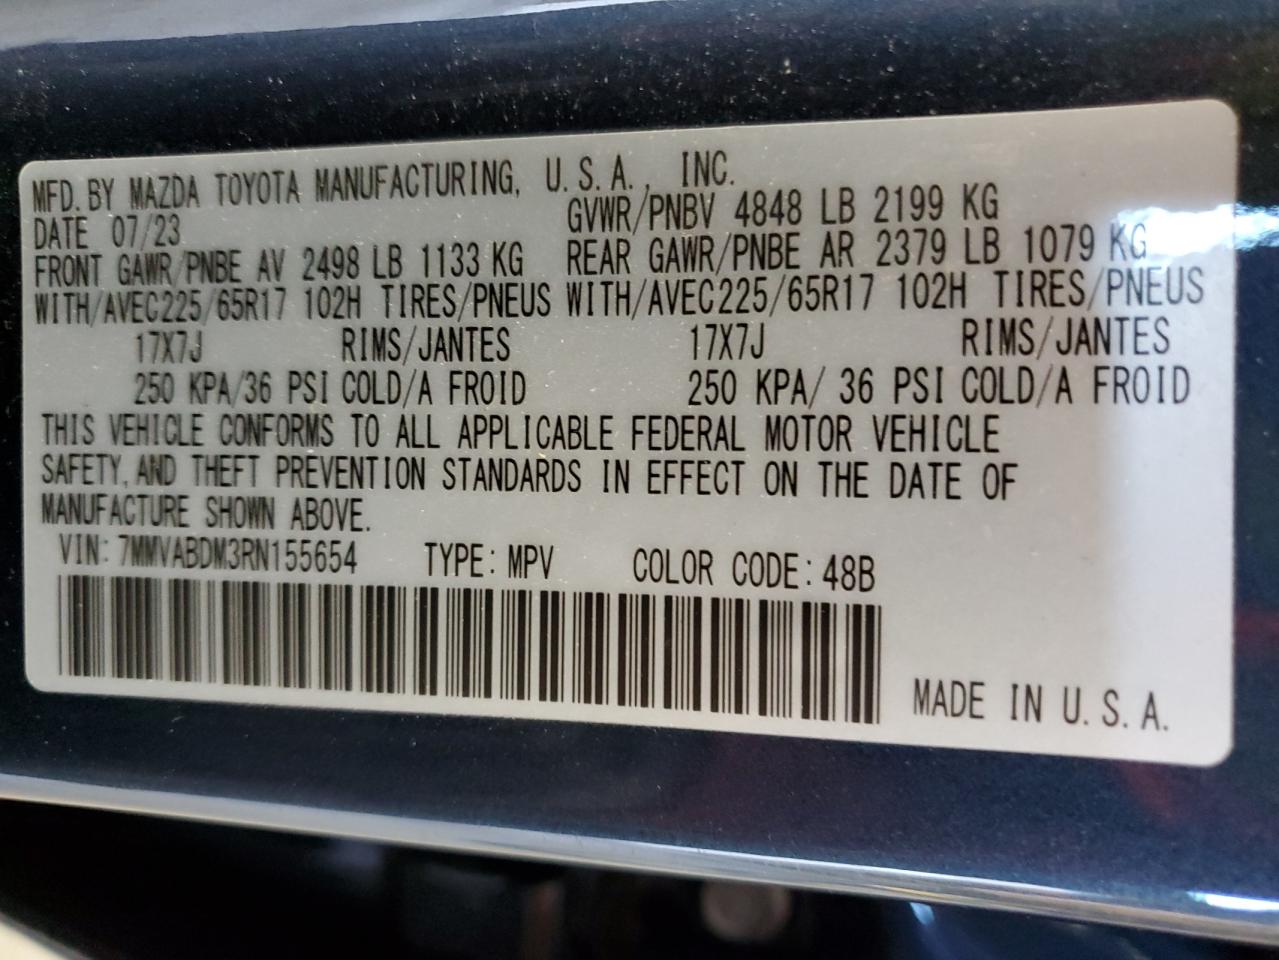 MFD. BY MAZDA TOYOTA MANUFACTURING, U.S.A., INC.
DATE 07/23 GVWR/PNBV 4848 LB 2199 KG
FRONT GAWR/PNBE AV 2498 LB 1133 KG REAR GAWR/PNBE AR 2379 LB 1079 KG
WITH/AVEC225/65R17 102H TIRES/PNEUS WITH/AVEC225/65R17 102H TIRES/PNEUS
17X7J RIMS/JANTES 17X7J RIMS/JANTES
250 KPA/36 PSI COLD/A FROID 250 KPA/ 36 PSI COLD/A FROID
THIS VEHICLE CONFORMS TO ALL APPLICABLE FEDERAL MOTOR VEHICLE
SAFETY, AND THEFT PREVENTION STANDARDS IN EFFECT ON THE DATE OF
MANUFACTURE SHOWN ABOVE.
VIN: 7MMVABDM3RN155654 TYPE: MPV COLOR CODE: 48B
MADE IN U.S.A.